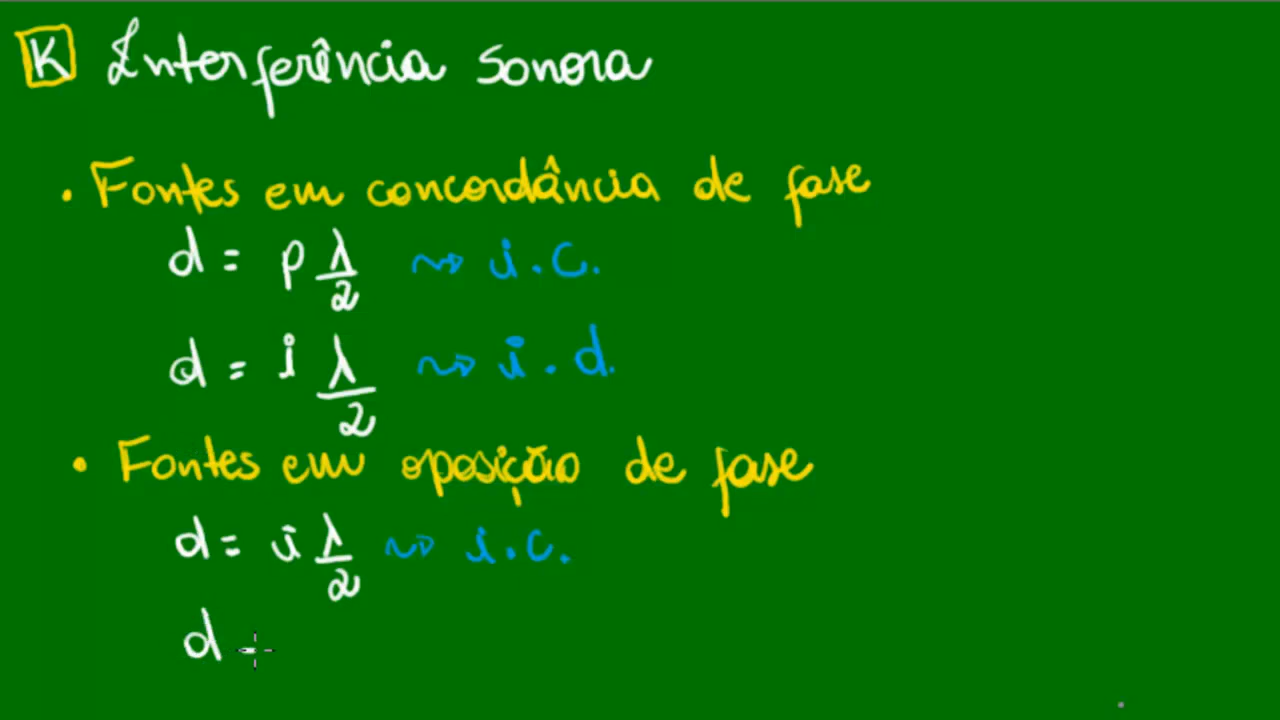 K Interferência sonora
• Fontes em concordância de fase
d = p λ/2 ⇝ i.c.
d = i λ/2 ⇝ i.d.
• Fontes em oposição de fase
d = i λ/2 ⇝ i.c.
d -